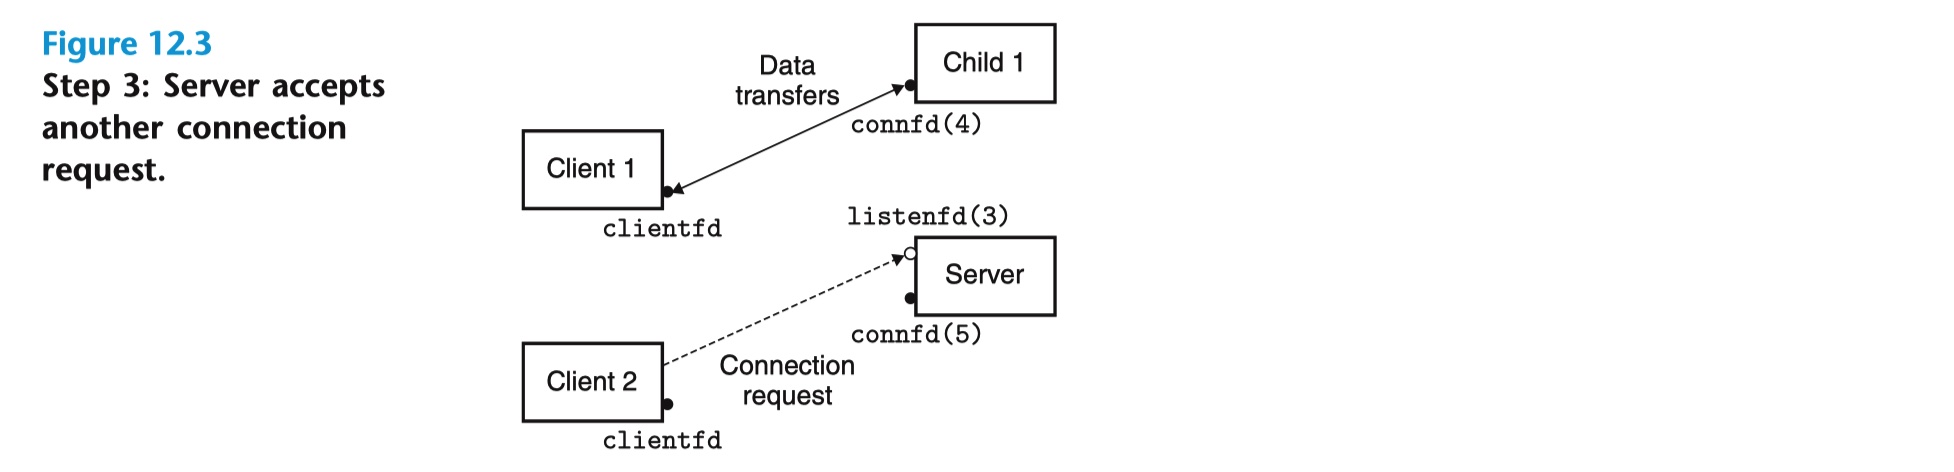 Figure 12.3
Step 3: Server accepts
another connection
request.
Data
transfers
Child 1
connfd(4)
Client 1
clientfd
listenfd(3)
Server
connfd(5)
Connection
request
Client 2
clientfd